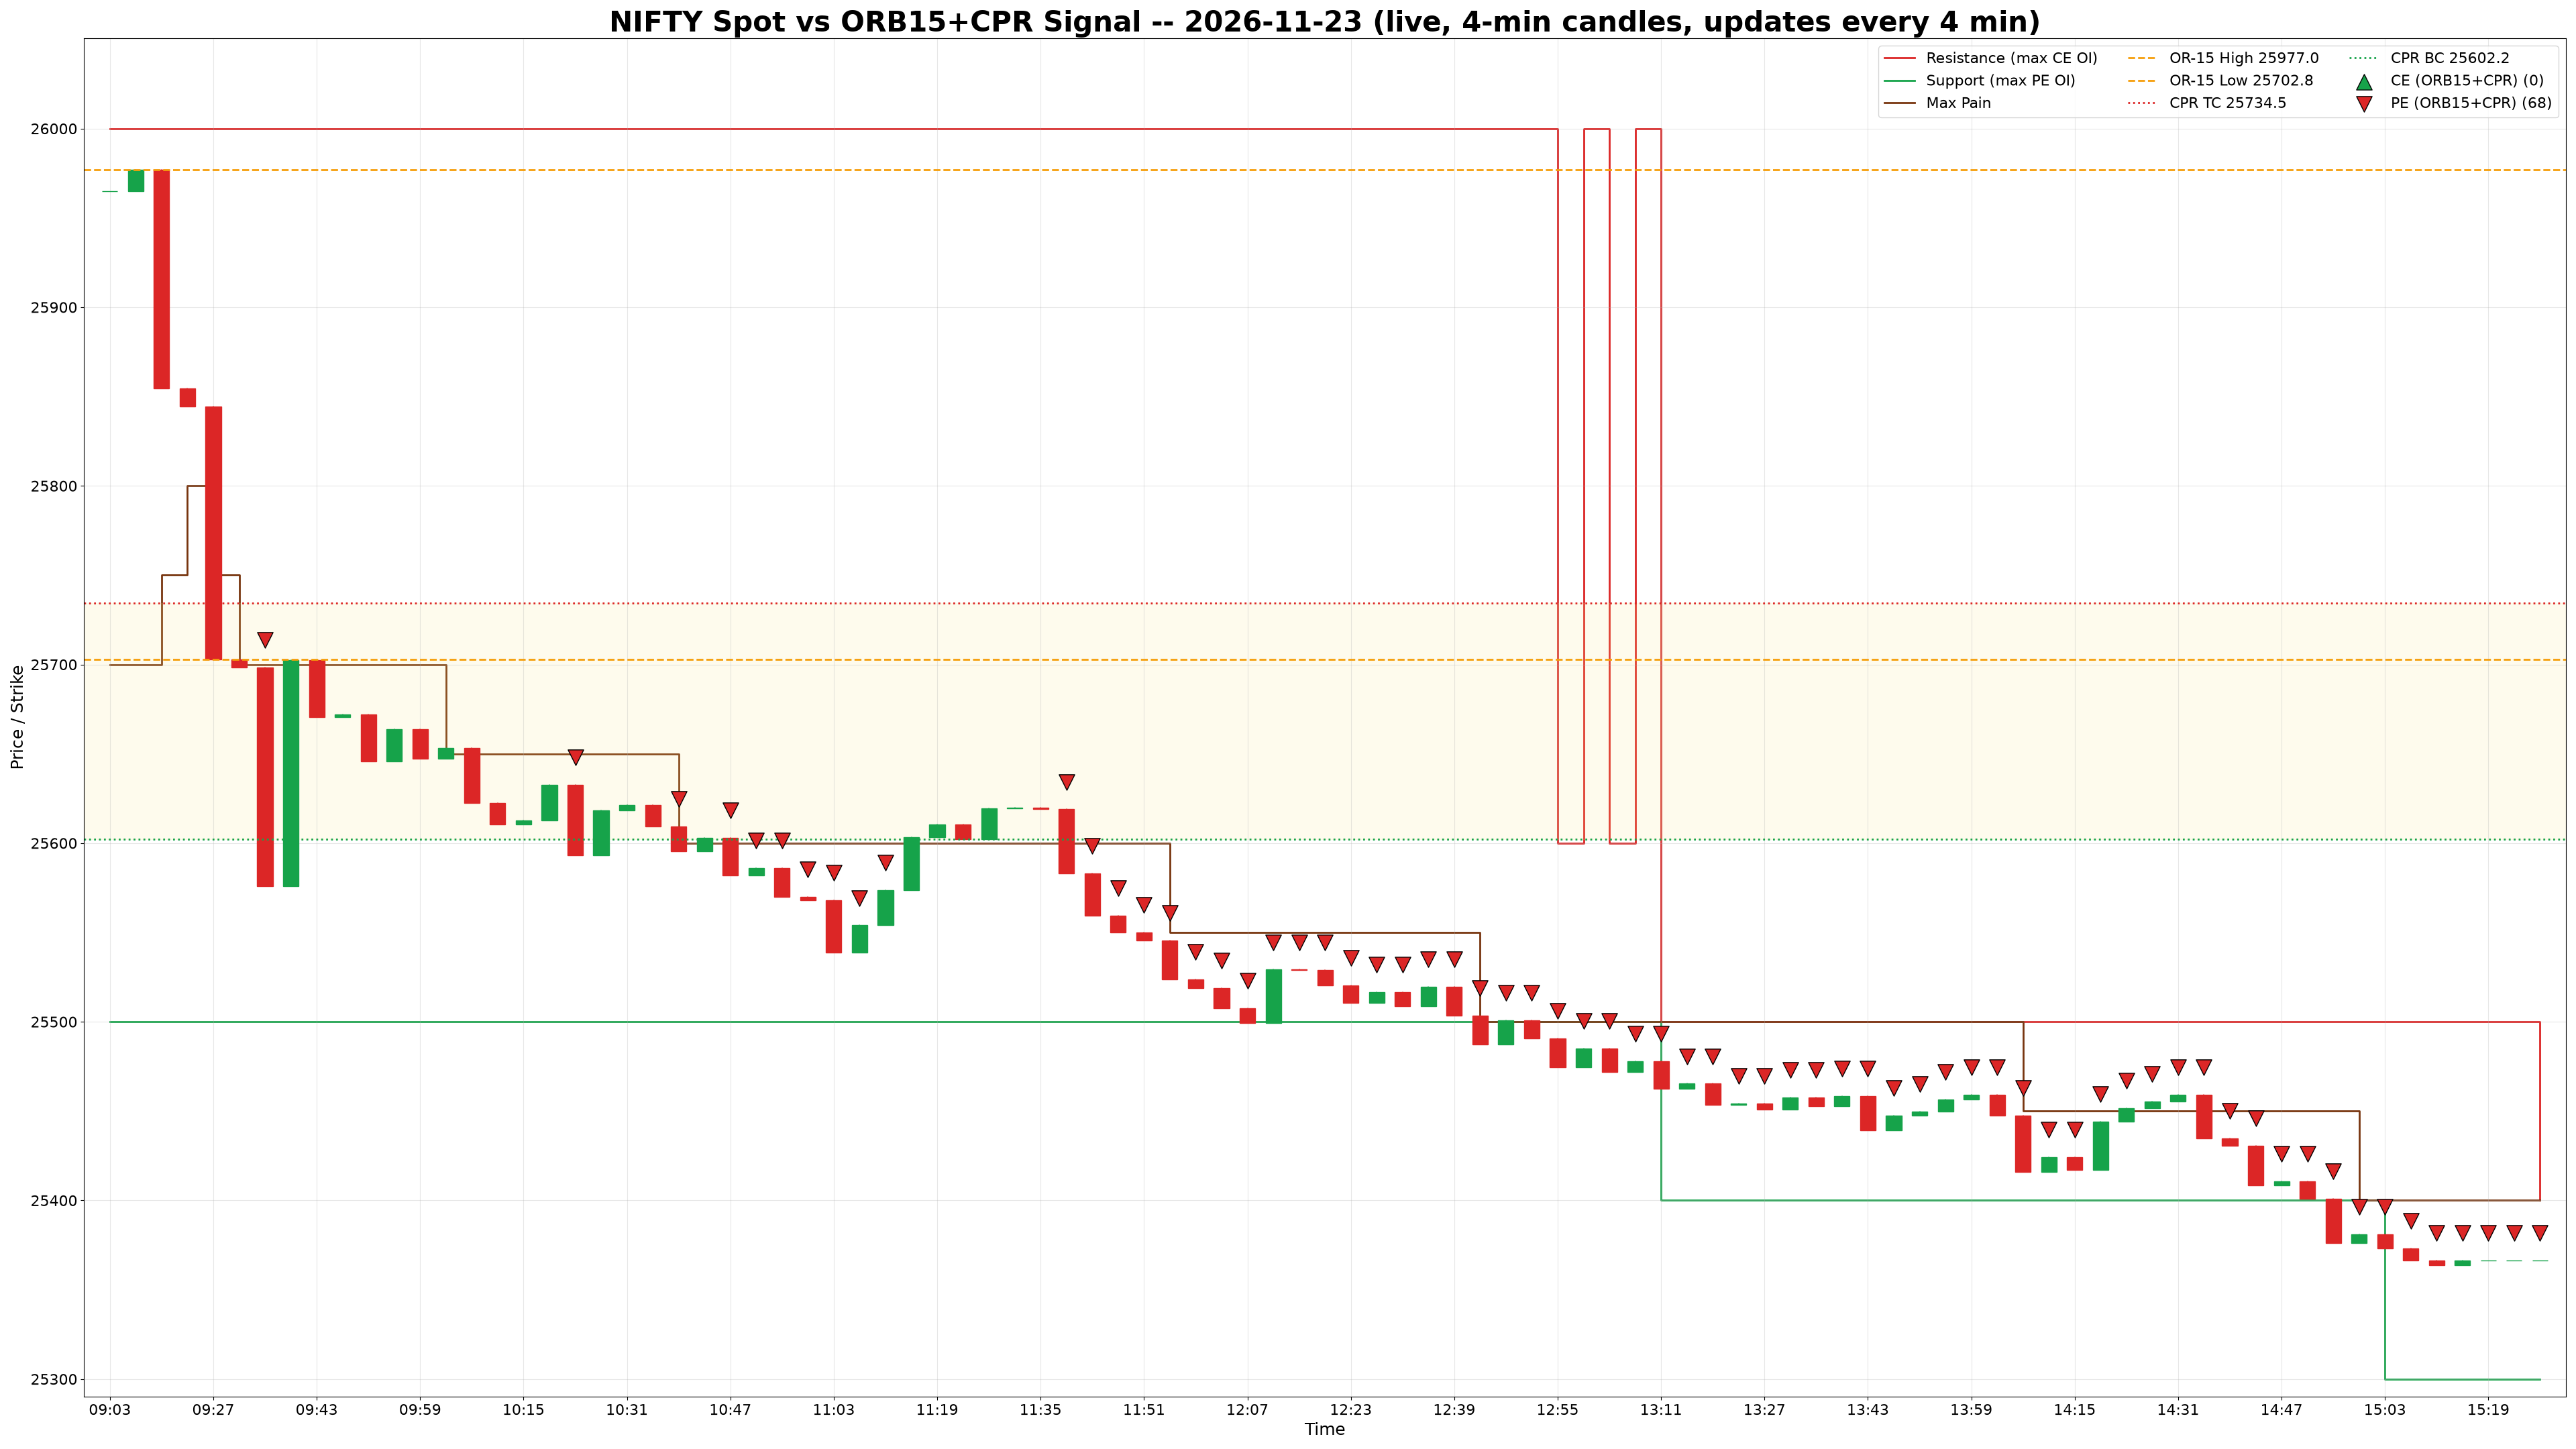 NIFTY Spot vs ORB15+CPR Signal -- 2026-11-23 (live, 4-min candles, updates every 4 min)
Resistance (max CE OI)
Support (max PE OI)
Max Pain
OR-15 High 25977.0
OR-15 Low 25702.8
CPR TC 25734.5
CPR BC 25602.2
CE (ORB15+CPR) (0)
PE (ORB15+CPR) (68)
Price / Strike
26000
25900
25800
25700
25600
25500
25400
25300
09:03 09:27 09:43 09:59 10:15 10:31 10:47 11:03 11:19 11:35 11:51 12:07 12:23 12:39 12:55 13:11 13:27 13:43 13:59 14:15 14:31 14:47 15:03 15:19
Time